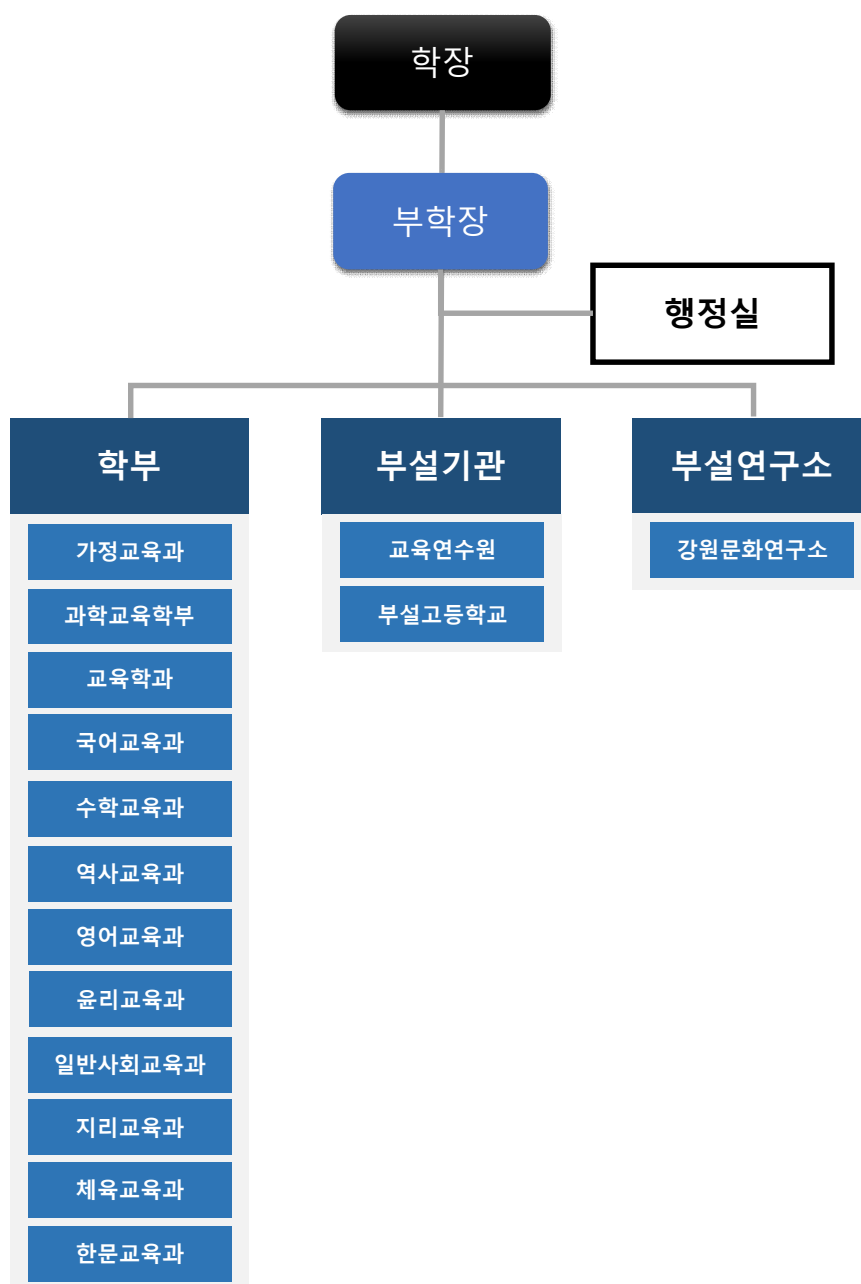 학장
부학장
행정실
학부
가정교육과
과학교육학부
교육학과
국어교육과
수학교육과
역사교육과
영어교육과
윤리교육과
일반사회교육과
지리교육과
체육교육과
한문교육과
부설기관
교육연수원
부설고등학교
부설연구소
강원문화연구소